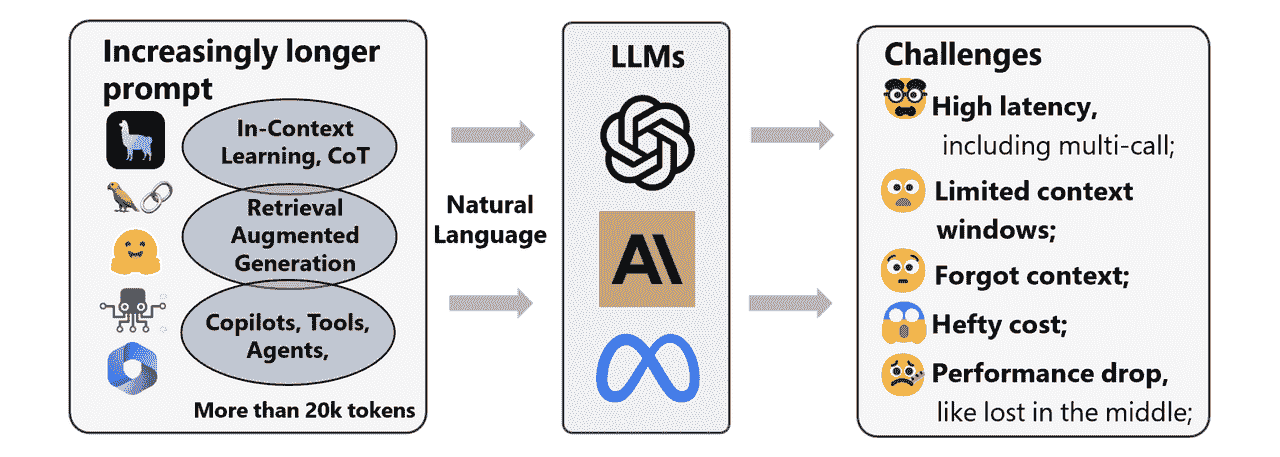 Increasingly longer
prompt
In-Context
Learning, CoT
Retrieval
Augmented
Generation
Copilots, Tools,
Agents,
More than 20k tokens
Natural
Language
LLMs
AI
Challenges
High latency,
including multi-call;
Limited context
windows;
Forgot context;
Hefty cost;
Performance drop,
like lost in the middle;